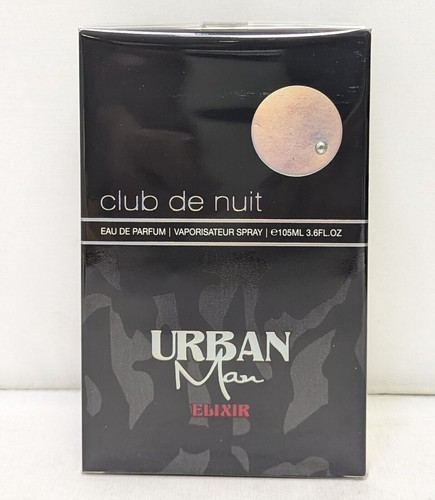 club de nuit
EAU DE PARFUM | VAPORISATEUR SPRAY | ℮105ML 3.6FL.OZ
URBAN
Man
ELIXIR